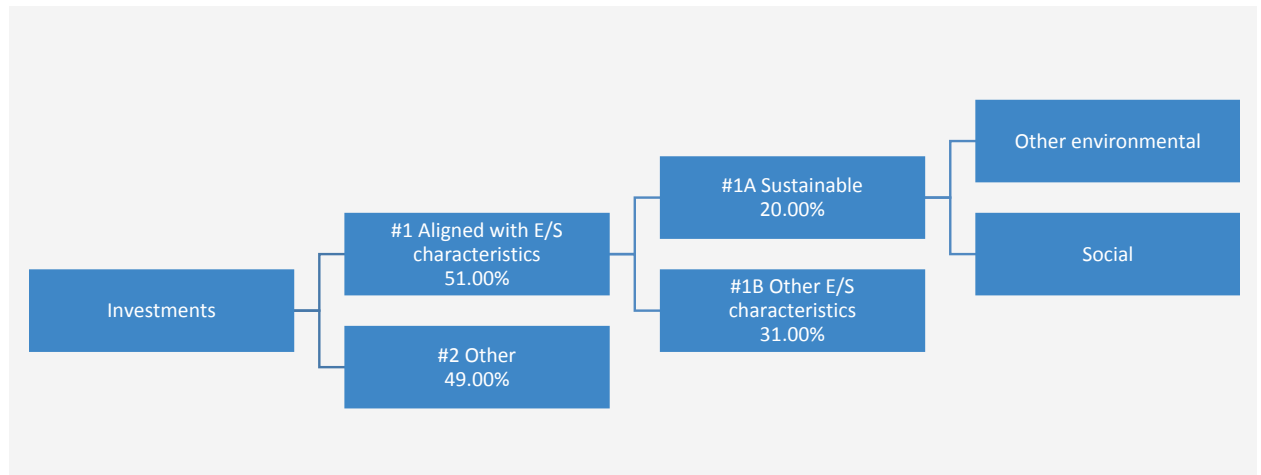 Investments
#1 Aligned with E/S
characteristics
51.00%
#2 Other
49.00%
#1A Sustainable
20.00%
#1B Other E/S
characteristics
31.00%
Other environmental
Social